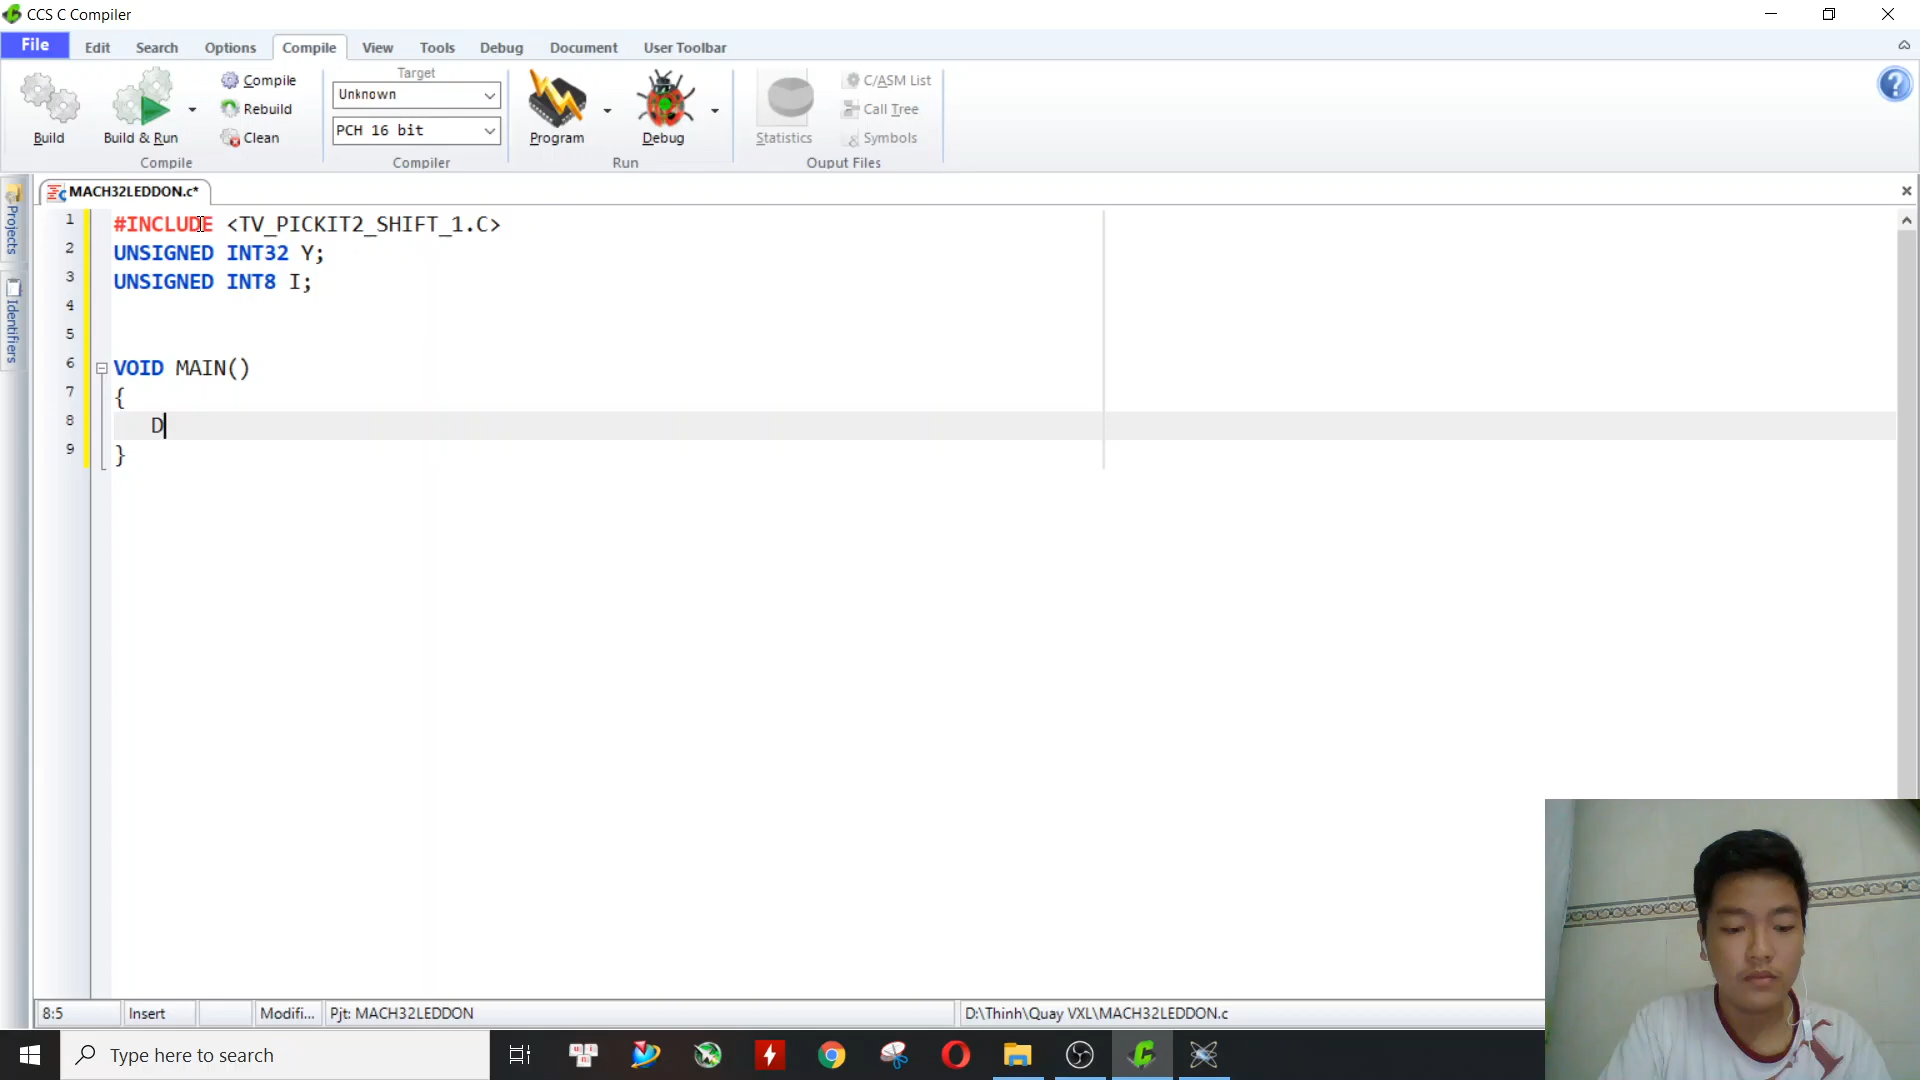 CCS C Compiler
File Edit Search Options Compile View Tools Debug Document User Toolbar
Build
Build & Run
Compile
Rebuild
Clean
Compile
Target
Unknown
PCH 16 bit
Compiler
Program
Debug
Run
Statistics
C/ASM List
Call Tree
Symbols
Ouput Files
Projects
Identifiers
MACH32LEDDON.c*
1 #INCLUDE <TV_PICKIT2_SHIFT_1.C>
2 UNSIGNED INT32 Y;
3 UNSIGNED INT8 I;
4
5
6 VOID MAIN()
7 {
8 D
9 }
8:5 Insert Modifi... Pjt: MACH32LEDDON D:\Thinh\Quay VXL\MACH32LEDDON.c
Type here to search